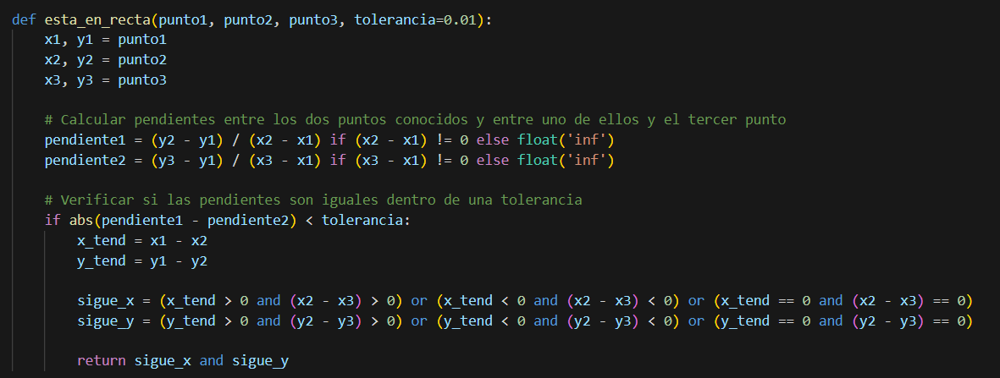 def esta_en_recta(punto1, punto2, punto3, tolerancia=0.01):
    x1, y1 = punto1
    x2, y2 = punto2
    x3, y3 = punto3

    # Calcular pendientes entre los dos puntos conocidos y entre uno de ellos y el tercer punto
    pendiente1 = (y2 - y1) / (x2 - x1) if (x2 - x1) != 0 else float('inf')
    pendiente2 = (y3 - y1) / (x3 - x1) if (x3 - x1) != 0 else float('inf')

    # Verificar si las pendientes son iguales dentro de una tolerancia
    if abs(pendiente1 - pendiente2) < tolerancia:
        x_tend = x1 - x2
        y_tend = y1 - y2

        sigue_x = (x_tend > 0 and (x2 - x3) > 0) or (x_tend < 0 and (x2 - x3) < 0) or (x_tend == 0 and (x2 - x3) == 0)
        sigue_y = (y_tend > 0 and (y2 - y3) > 0) or (y_tend < 0 and (y2 - y3) < 0) or (y_tend == 0 and (y2 - y3) == 0)

        return sigue_x and sigue_y